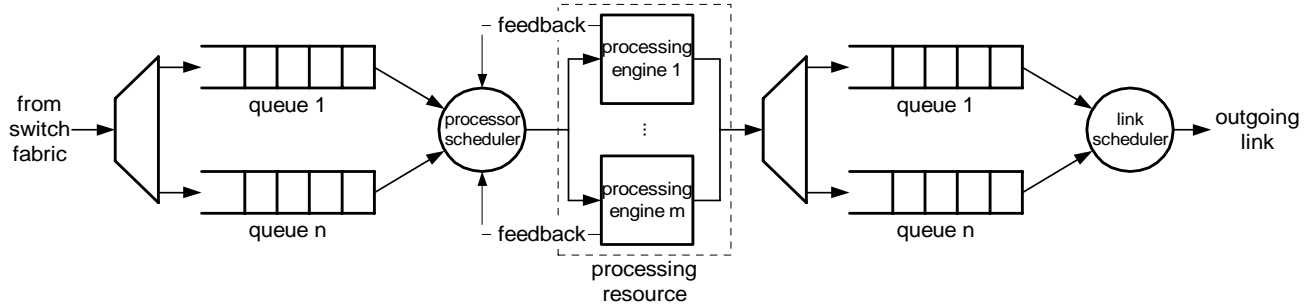 from
switch
fabric
queue 1
queue n
processor
scheduler
feedback
feedback
processing
engine 1
...
processing
engine m
processing
resource
queue 1
queue n
link
scheduler
outgoing
link